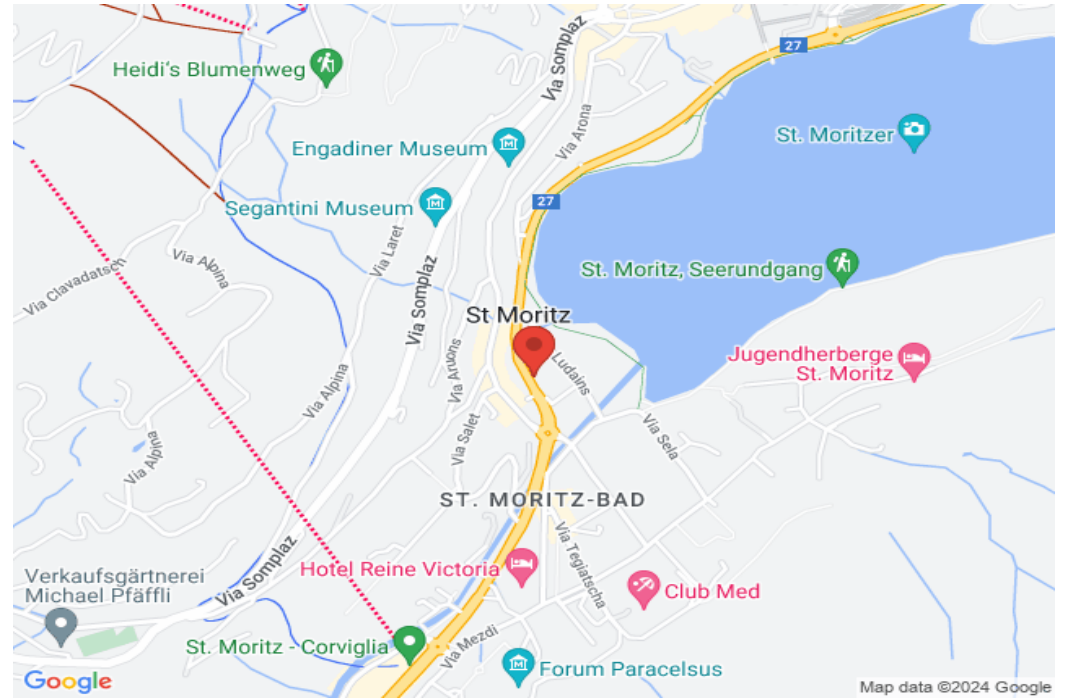 27
Heidi's Blumenweg
Via Somplaz
Via Arona
St. Moritzer
Engadiner Museum
27
Segantini Museum
Via Laret
Via Alpina
St. Moritz, Seerundgang
Via Clavadatsch
Via Somplaz
St Moritz
Via Aruons
Ludains
Jugendherberge
St. Moritz
Via Alpina
Via Salet
Via Sela
Via Alpina
ST. MORITZ-BAD
Via Tegiatscha
Hotel Reine Victoria
Verkaufsgärtnerei
Michael Pfäffli
Via Somplaz
Club Med
St. Moritz - Corviglia
Via Mezdi
Forum Paracelsus
Google
Map data ©2024 Google